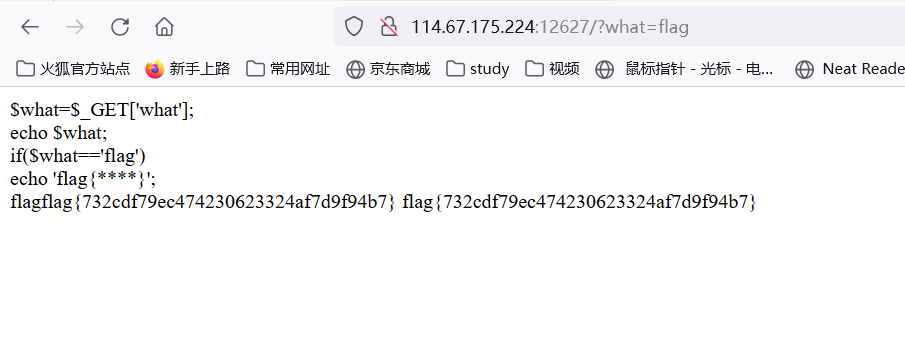 114.67.175.224:12627/?what=flag
火狐官方站点 新手上路 常用网址 京东商城 study 视频 鼠标指针 - 光标 - 电... Neat Reade
$what=$_GET['what'];
echo $what;
if($what=='flag')
echo 'flag{****}';
flagflag{732cdf79ec474230623324af7d9f94b7} flag{732cdf79ec474230623324af7d9f94b7}